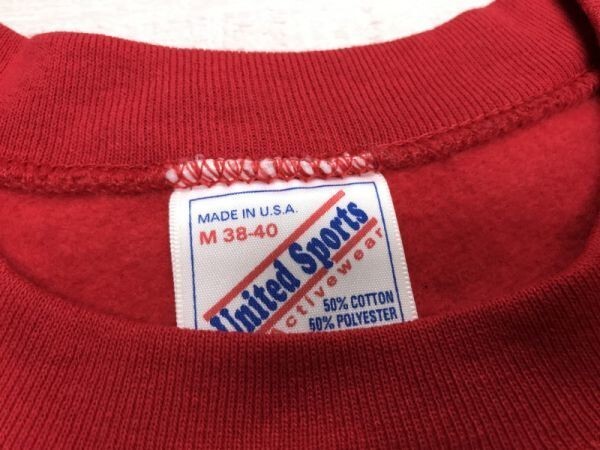 MADE IN U.S.A.
M 38-40
United Sports
activewear
50% COTTON
50% POLYESTER